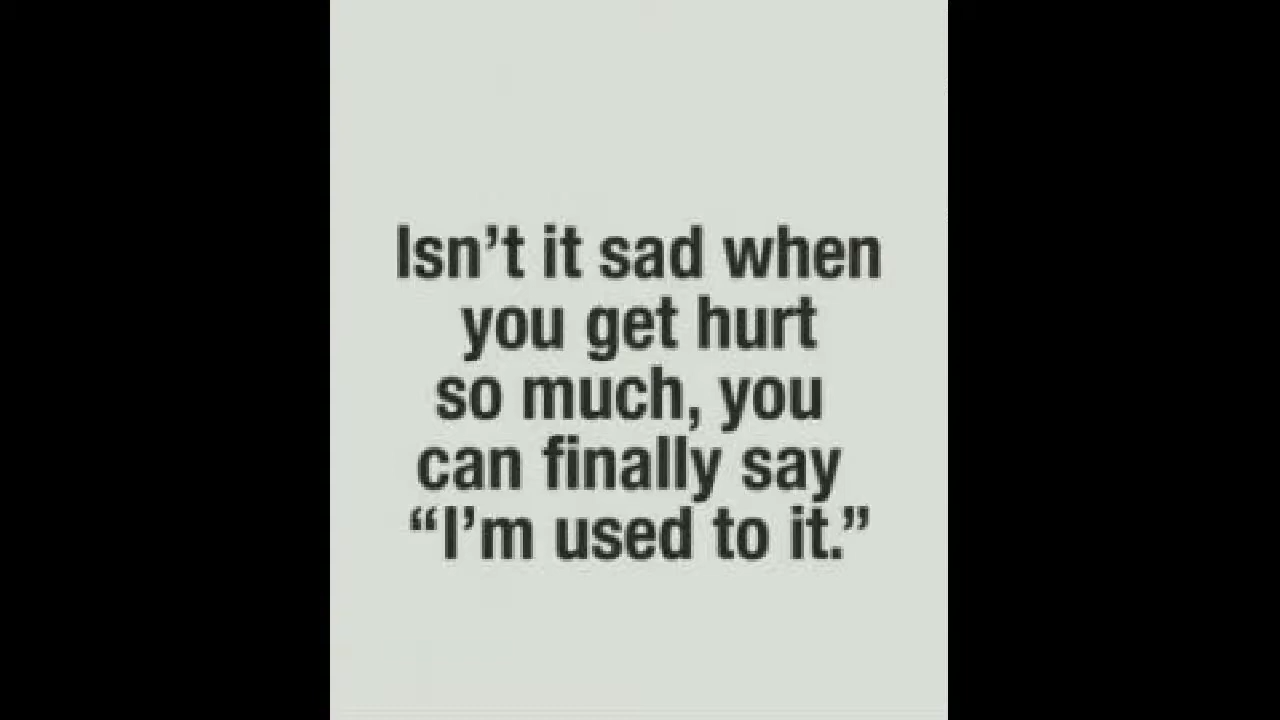 Isn’t it sad when
you get hurt
so much, you
can finally say
“I’m used to it.”